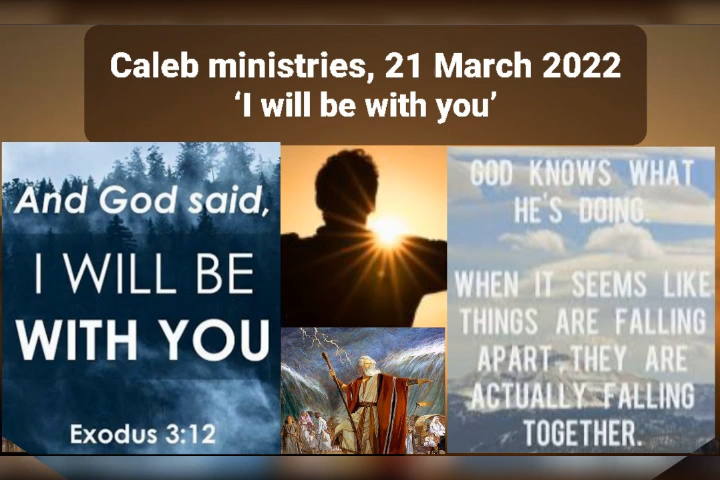 Caleb ministries, 21 March 2022
‘I will be with you’
And God said,
I WILL BE
WITH YOU
Exodus 3:12
GOD KNOWS WHAT
HE'S DOING.
WHEN IT SEEMS LIKE
THINGS ARE FALLING
APART,THEY ARE
ACTUALLY FALLING
TOGETHER.